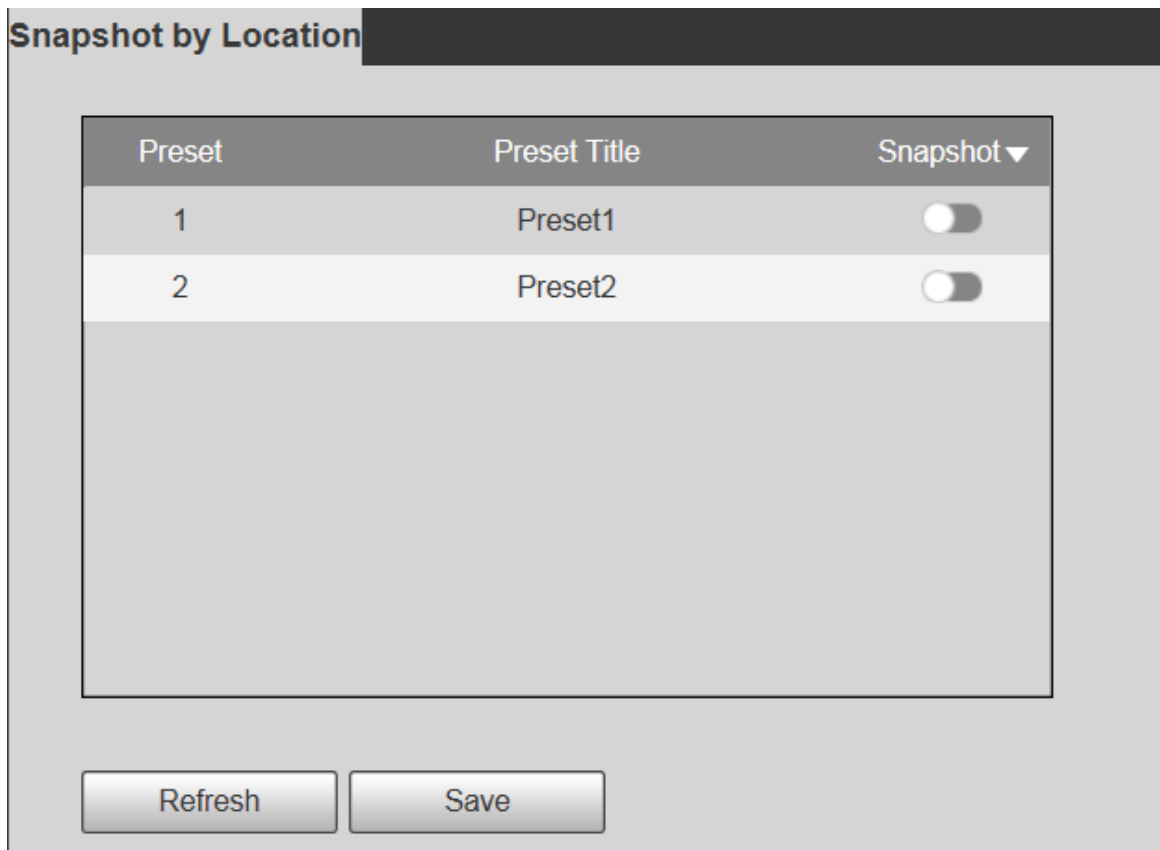 Snapshot by Location
Preset Preset Title Snapshot
1 Preset1
2 Preset2
Refresh Save